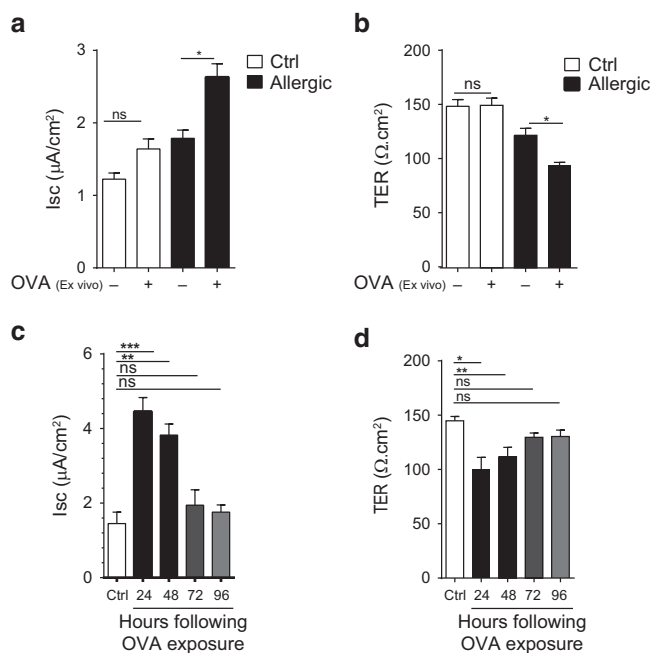 a
3
2
1
0
Isc (µA/cm²)
ns
*
Ctrl
Allergic
OVA (Ex vivo) – + – +
b
200
150
100
50
0
TER (Ω.cm²)
ns
*
Ctrl
Allergic
OVA (Ex vivo) – + – +
c
***
**
ns
ns
6
4
2
0
Isc (µA/cm²)
Ctrl 24 48 72 96
Hours following
OVA exposure
d
*
**
ns
ns
200
150
100
50
0
TER (Ω.cm²)
Ctrl 24 48 72 96
Hours following
OVA exposure